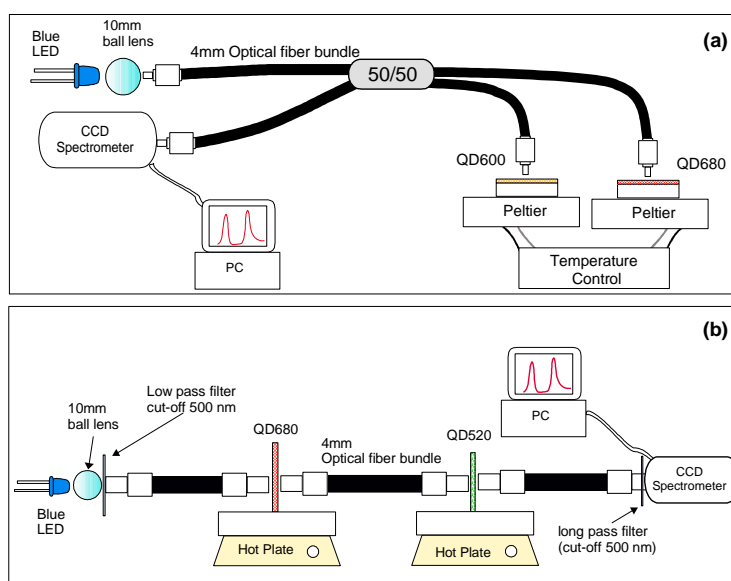 Blue
LED
10mm
ball lens
4mm Optical fiber bundle
(a)
50/50
CCD
Spectrometer
QD600
QD680
Peltier
Peltier
PC
Temperature
Control
(b)
Low pass filter
cut-off 500 nm
10mm
ball lens
QD680
4mm
Optical fiber bundle
QD520
PC
CCD
Spectrometer
Blue
LED
Hot Plate
Hot Plate
long pass filter
(cut-off 500 nm)